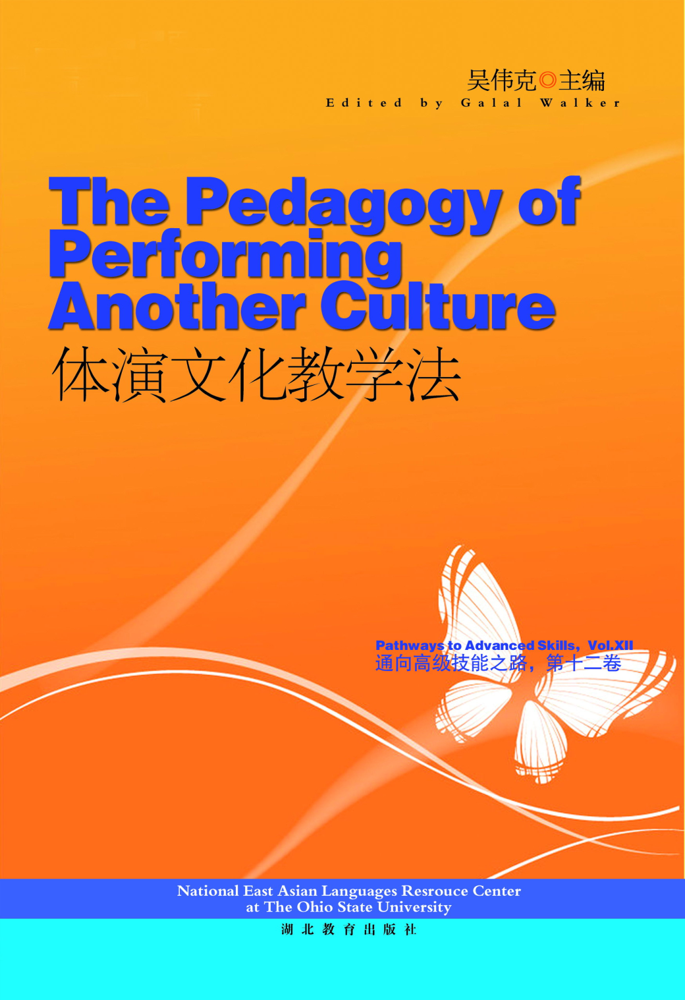 吴伟克◎主编
Edited by Galal Walker
The Pedagogy of
Performing
Another Culture
体演文化教学法
Pathways to Advanced Skills, Vol.XII
通向高级技能之路，第十二卷
National East Asian Languages Resrouce Center
at The Ohio State University
湖北教育出版社